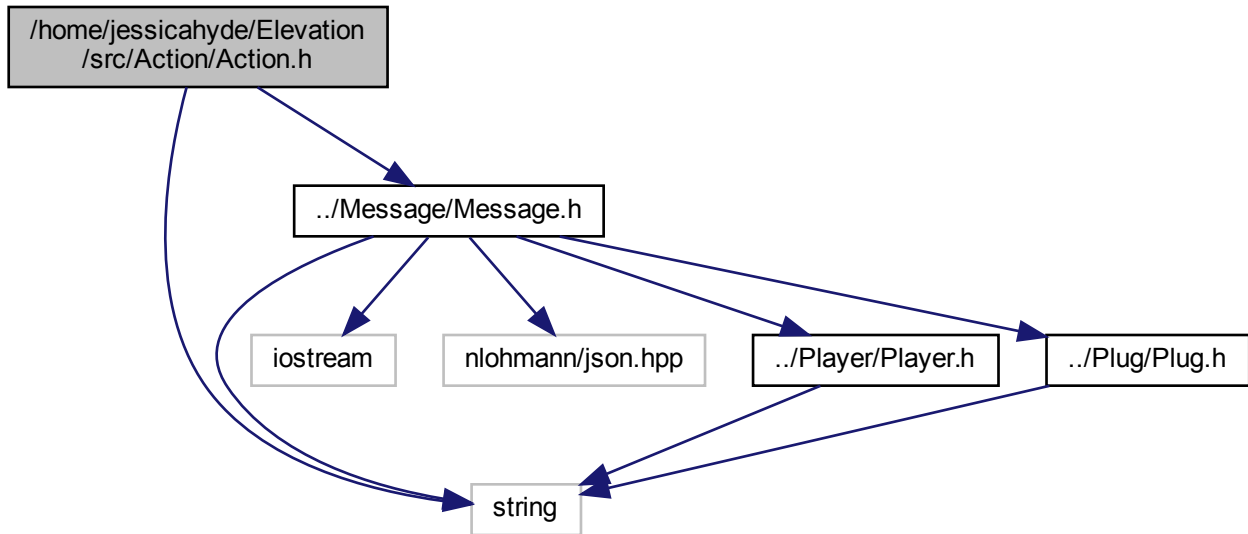 /home/jessicahyde/Elevation
/src/Action/Action.h
../Message/Message.h
iostream
nlohmann/json.hpp
../Player/Player.h
../Plug/Plug.h
string